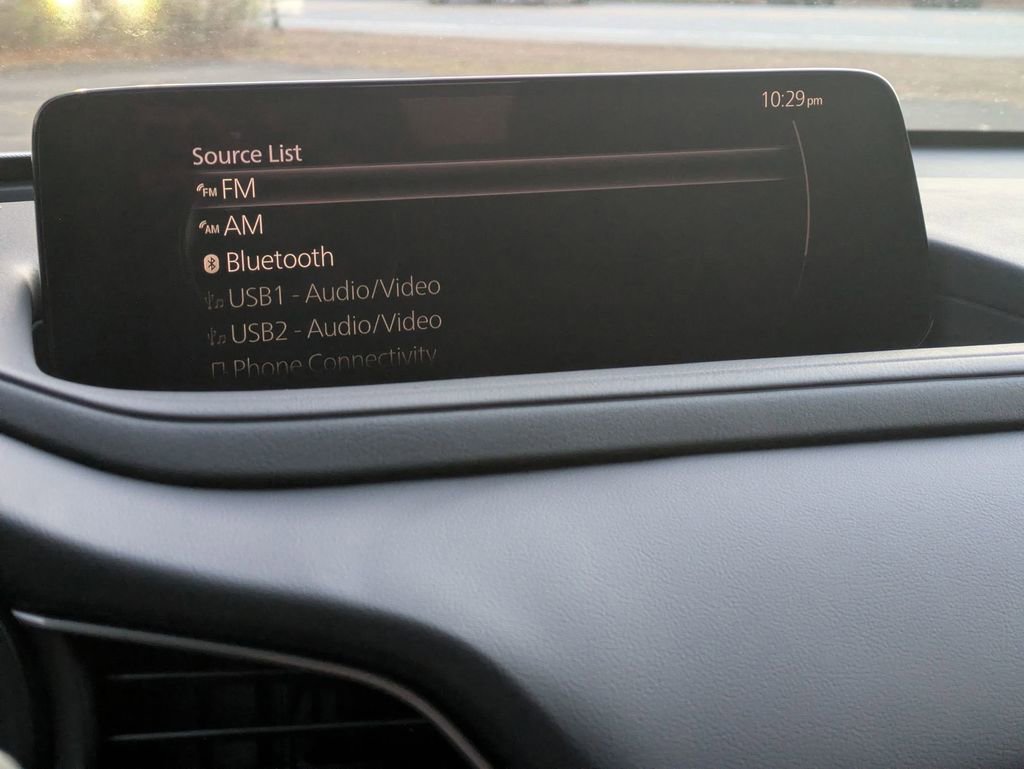 10:29pm
Source List
FM FM
AM AM
Bluetooth
USB1 - Audio/Video
USB2 - Audio/Video
Phone Connectivity